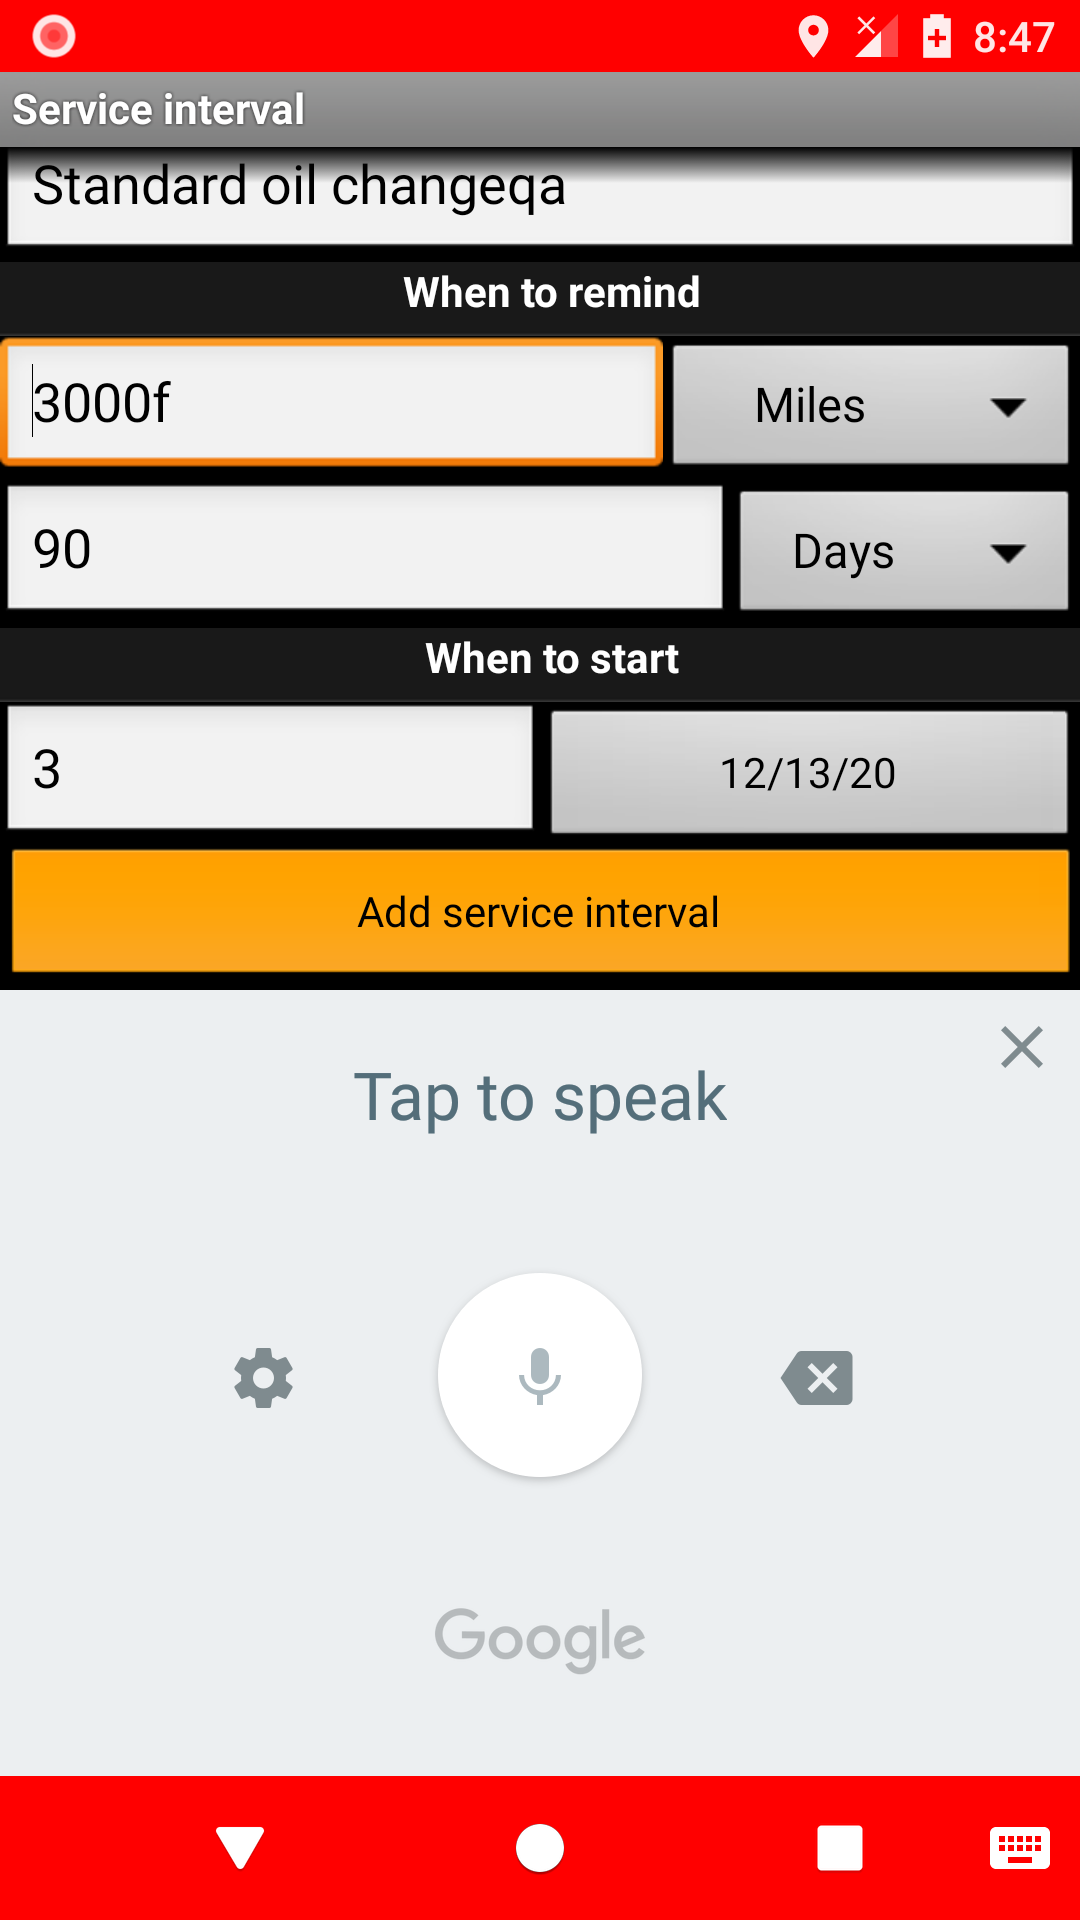 8:47
Service interval
Standard oil changeqa
When to remind
3000f
Miles
90
Days
When to start
3
12/13/20
Add service interval
Tap to speak
Google